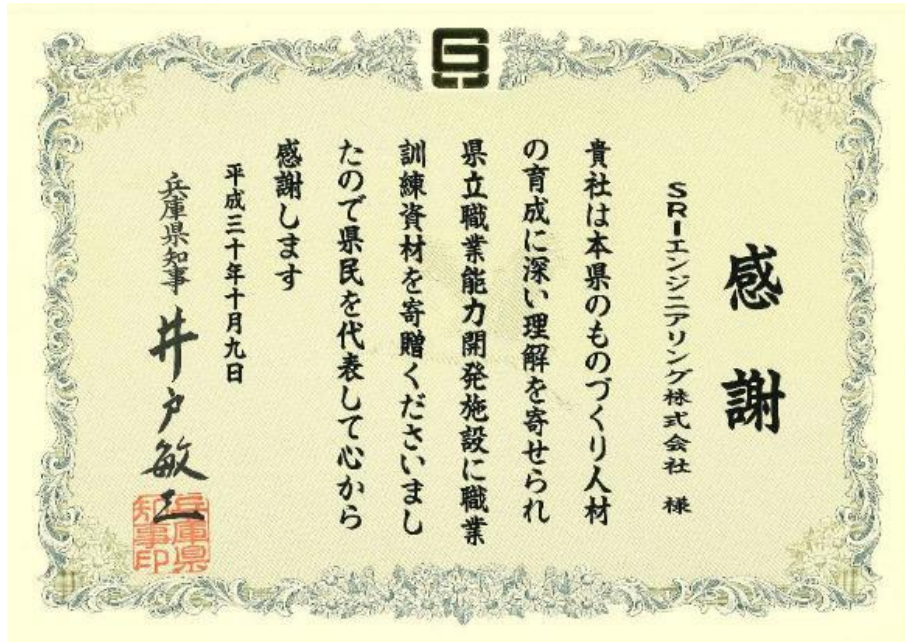 感謝
SRIエンジニアリング株式会社 様
貴社は本県のものづくり人材
の育成に深い理解を寄せられ
県立職業能力開発施設に職業
訓練資材を寄贈くださいまし
たので県民を代表して心から
感謝します
平成三十年十月九日
兵庫県知事 井戸敏三
兵庫県
知事印